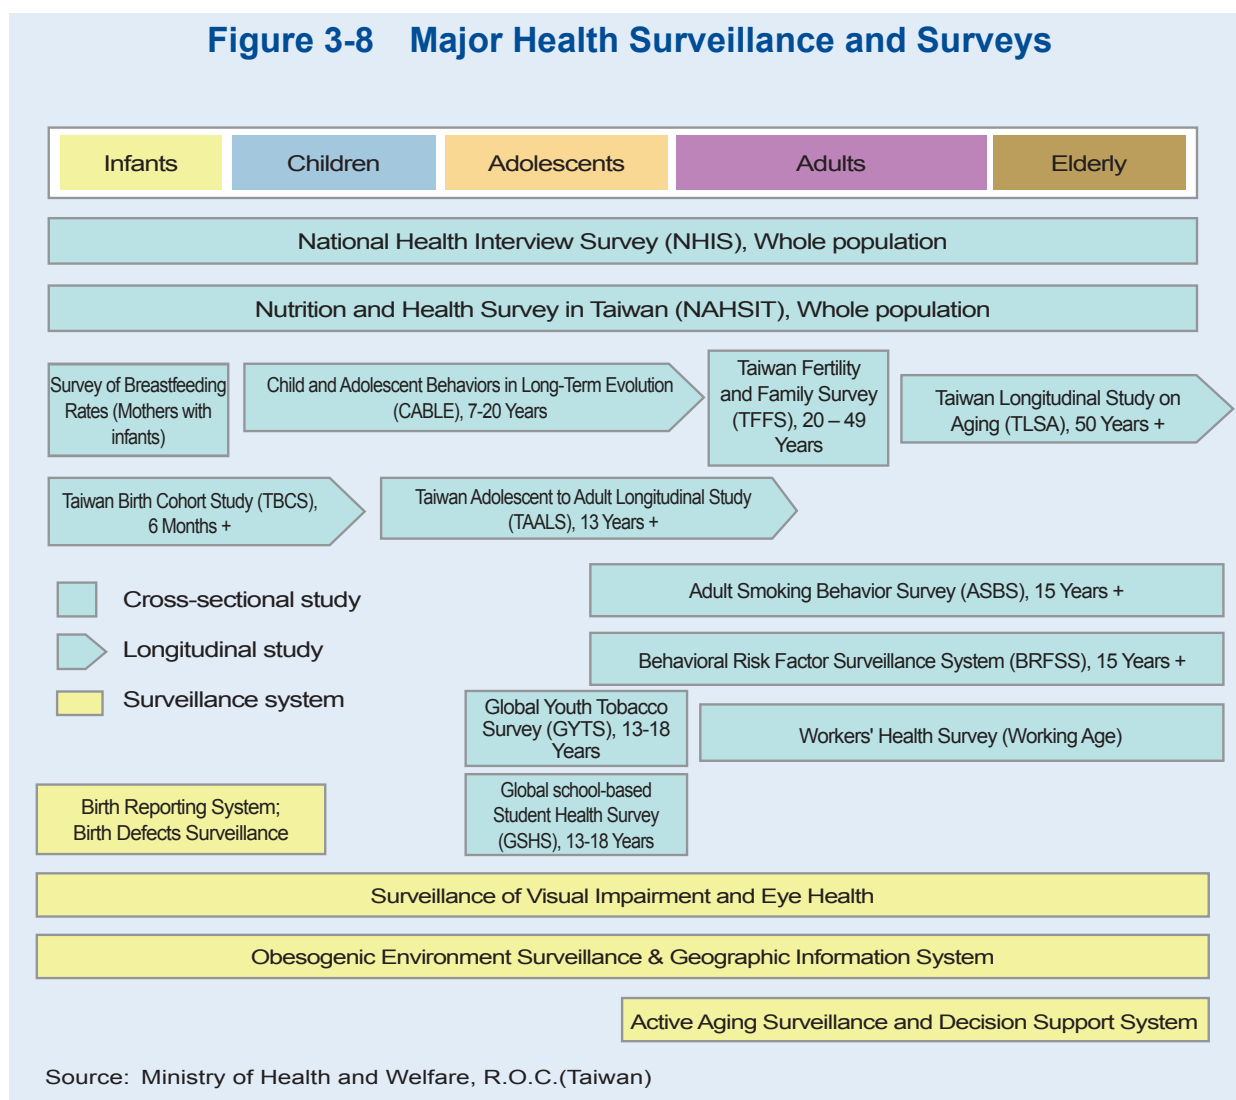 Figure 3-8 Major Health Surveillance and Surveys
Infants
Children
Adolescents
Adults
Elderly
National Health Interview Survey (NHIS), Whole population
Nutrition and Health Survey in Taiwan (NAHSIT), Whole population
Survey of Breastfeeding
Rates (Mothers with
infants)
Child and Adolescent Behaviors in Long-Term Evolution
(CABLE), 7-20 Years
Taiwan Fertility
and Family Survey
(TFFS), 20 – 49
Years
Taiwan Longitudinal Study on
Aging (TLSA), 50 Years +
Taiwan Birth Cohort Study (TBCS),
6 Months +
Taiwan Adolescent to Adult Longitudinal Study
(TAALS), 13 Years +
Cross-sectional study
Longitudinal study
Surveillance system
Adult Smoking Behavior Survey (ASBS), 15 Years +
Behavioral Risk Factor Surveillance System (BRFSS), 15 Years +
Global Youth Tobacco
Survey (GYTS), 13-18
Years
Workers' Health Survey (Working Age)
Global school-based
Student Health Survey
(GSHS), 13-18 Years
Birth Reporting System;
Birth Defects Surveillance
Surveillance of Visual Impairment and Eye Health
Obesogenic Environment Surveillance & Geographic Information System
Active Aging Surveillance and Decision Support System
Source: Ministry of Health and Welfare, R.O.C.(Taiwan)